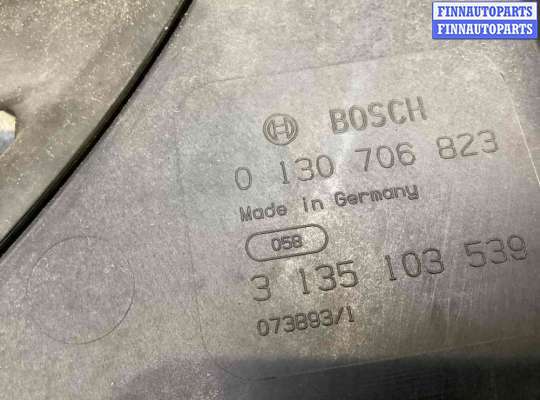 FINNAUTOPARTS
FINNAUTOPARTS
BOSCH
0 130 706 823
Made in Germany
058
3 135 103 539
073893/1